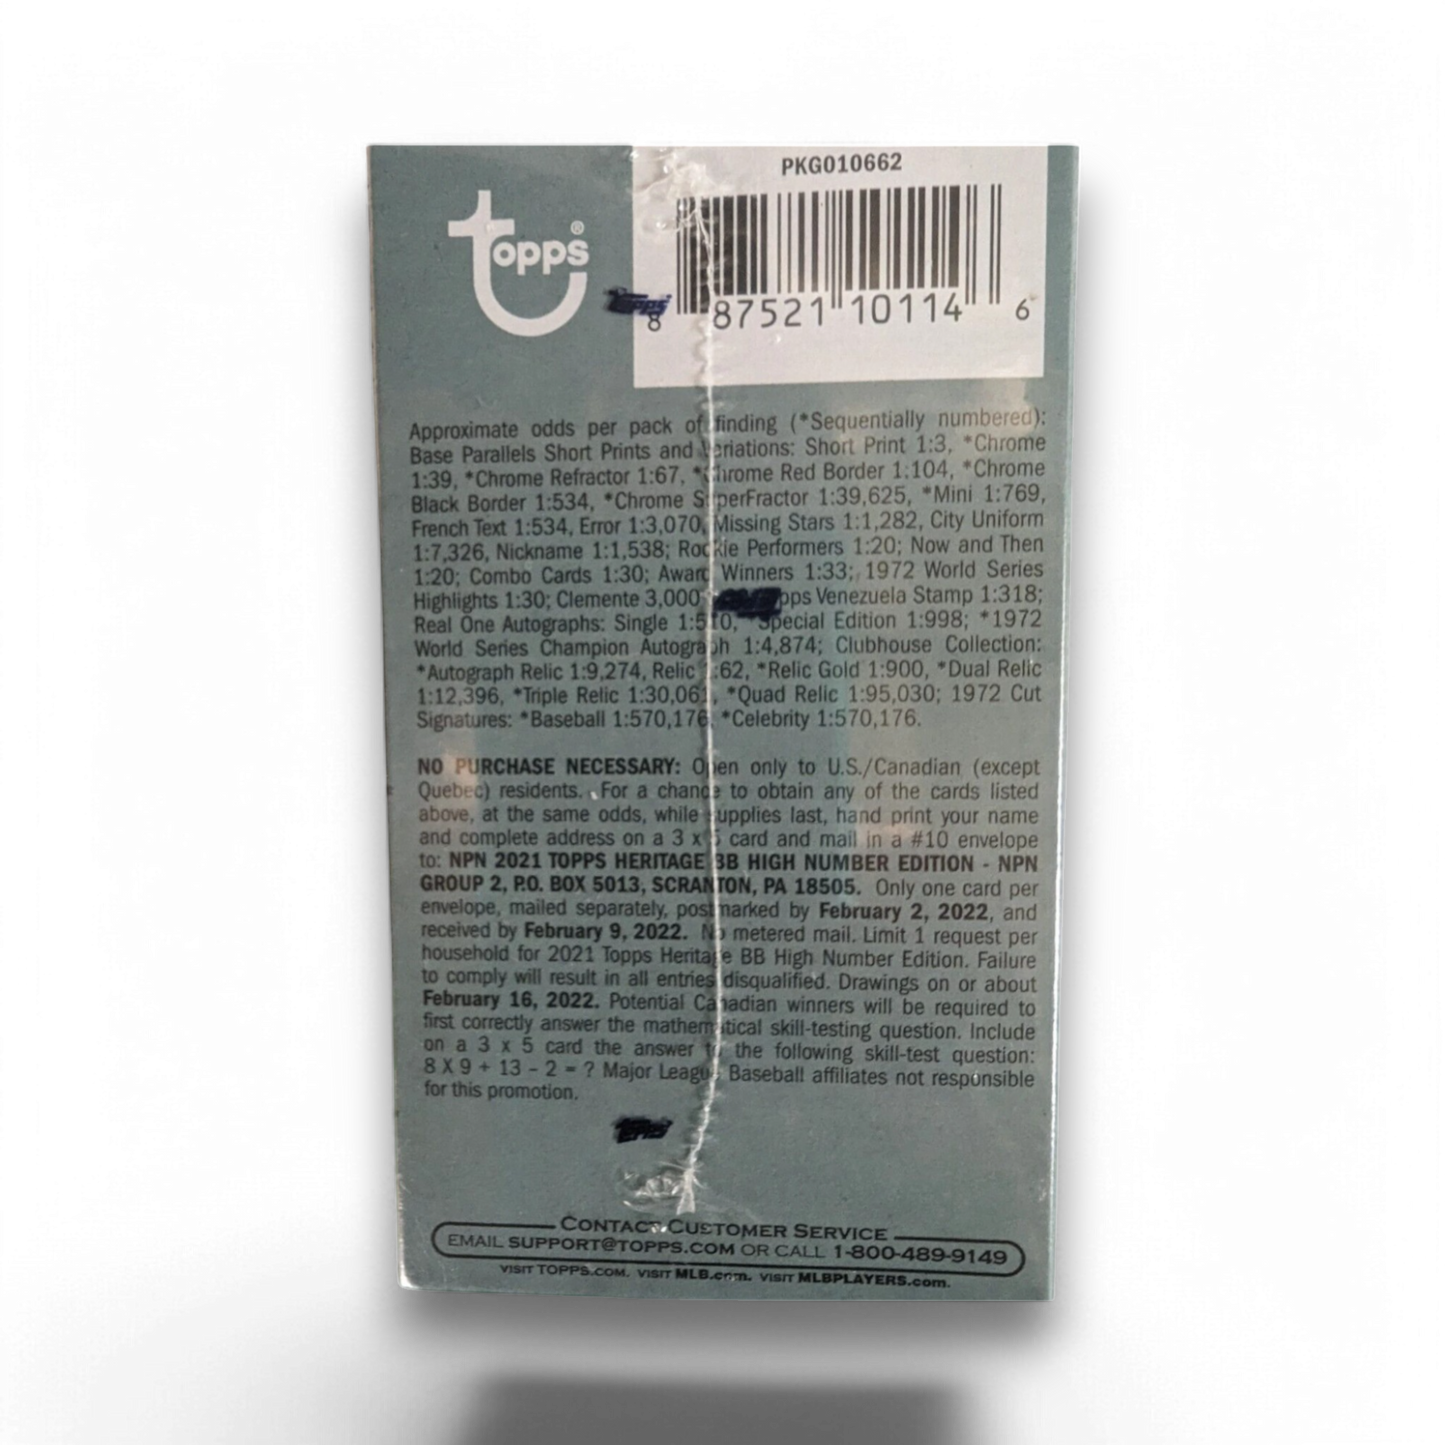 PKG010662
topps®
Topps
8 87521 10114 6
Approximate odds per pack of finding (*Sequentially numbered):
Base Parallels Short Prints and Variations: Short Print 1:3, *Chrome
1:39, *Chrome Refractor 1:67, *Chrome Red Border 1:104, *Chrome
Black Border 1:534, *Chrome SuperFractor 1:39,625, *Mini 1:769,
French Text 1:534, Error 1:3,070, Missing Stars 1:1,282, City Uniform
1:7,326, Nickname 1:1,538; Rookie Performers 1:20; Now and Then
1:20; Combo Cards 1:30; Award Winners 1:33; 1972 World Series
Highlights 1:30; Clemente 3,000 Topps Venezuela Stamp 1:318;
Real One Autographs: Single 1:510, *Special Edition 1:998; *1972
World Series Champion Autograph 1:4,874; Clubhouse Collection:
*Autograph Relic 1:9,274, Relic :62, *Relic Gold 1:900, *Dual Relic
1:12,396, *Triple Relic 1:30,061, *Quad Relic 1:95,030; 1972 Cut
Signatures: *Baseball 1:570,176, *Celebrity 1:570,176.
NO PURCHASE NECESSARY: Open only to U.S./Canadian (except
Quebec) residents. For a chance to obtain any of the cards listed
above, at the same odds, while supplies last, hand print your name
and complete address on a 3 x 5 card and mail in a #10 envelope
to: NPN 2021 TOPPS HERITAGE BB HIGH NUMBER EDITION - NPN
GROUP 2, P.O. BOX 5013, SCRANTON, PA 18505. Only one card per
envelope, mailed separately, postmarked by February 2, 2022, and
received by February 9, 2022. No metered mail. Limit 1 request per
household for 2021 Topps Heritage BB High Number Edition. Failure
to comply will result in all entries disqualified. Drawings on or about
February 16, 2022. Potential Canadian winners will be required to
first correctly answer the mathematical skill-testing question. Include
on a 3 x 5 card the answer to the following skill-test question:
8 X 9 + 13 - 2 = ? Major League Baseball affiliates not responsible
for this promotion.
Topps
CONTACT CUSTOMER SERVICE
EMAIL SUPPORT@TOPPS.COM OR CALL 1-800-489-9149
VISIT TOPPS.COM. VISIT MLB.com. VISIT MLBPLAYERS.com.